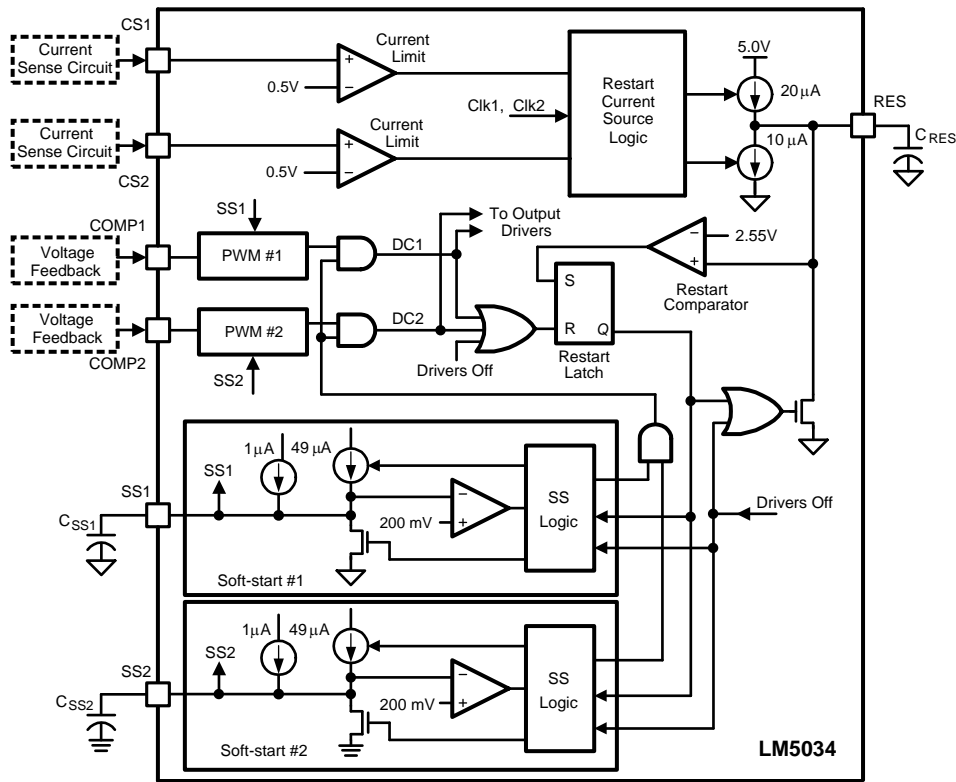 CS1
Current
Sense Circuit
Current
Limit
0.5V
Current
Sense Circuit
CS2
Current
Limit
0.5V
Clk1, Clk2
Restart
Current
Source
Logic
5.0V
20µA
10µA
RES
C RES
COMP1
Voltage
Feedback
SS1
PWM #1
DC1
To Output
Drivers
2.55V
Restart
Comparator
Voltage
Feedback
COMP2
PWM #2
SS2
DC2
Drivers Off
S
R
Q
Restart
Latch
1µA
49 µA
SS1
SS1
C SS1
200 mV
SS
Logic
Drivers Off
Soft-start #1
1µA
49 µA
SS2
SS2
C SS2
200 mV
SS
Logic
Soft-start #2
LM5034